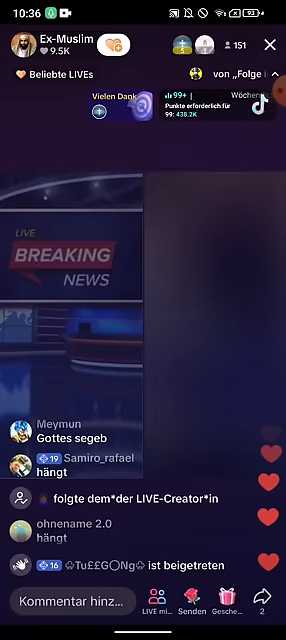 10:36
Ex-Muslim
9.5K
151
Beliebte LIVEs
von „Folge
Vielen Dank
99+ |
Wöchen
Punkte erforderlich für
99: 438.2K
LIVE
BREAKING
NEWS
Meymun
Gottes segeb
19 Samiro_rafael
hängt
folgte dem*der LIVE-Creator*in
ohnename 2.0
hängt
16 ♧Tu££G◯Ng♧ ist beigetreten
Kommentar hinz...
LIVE mi...
Senden
Gesche...
2